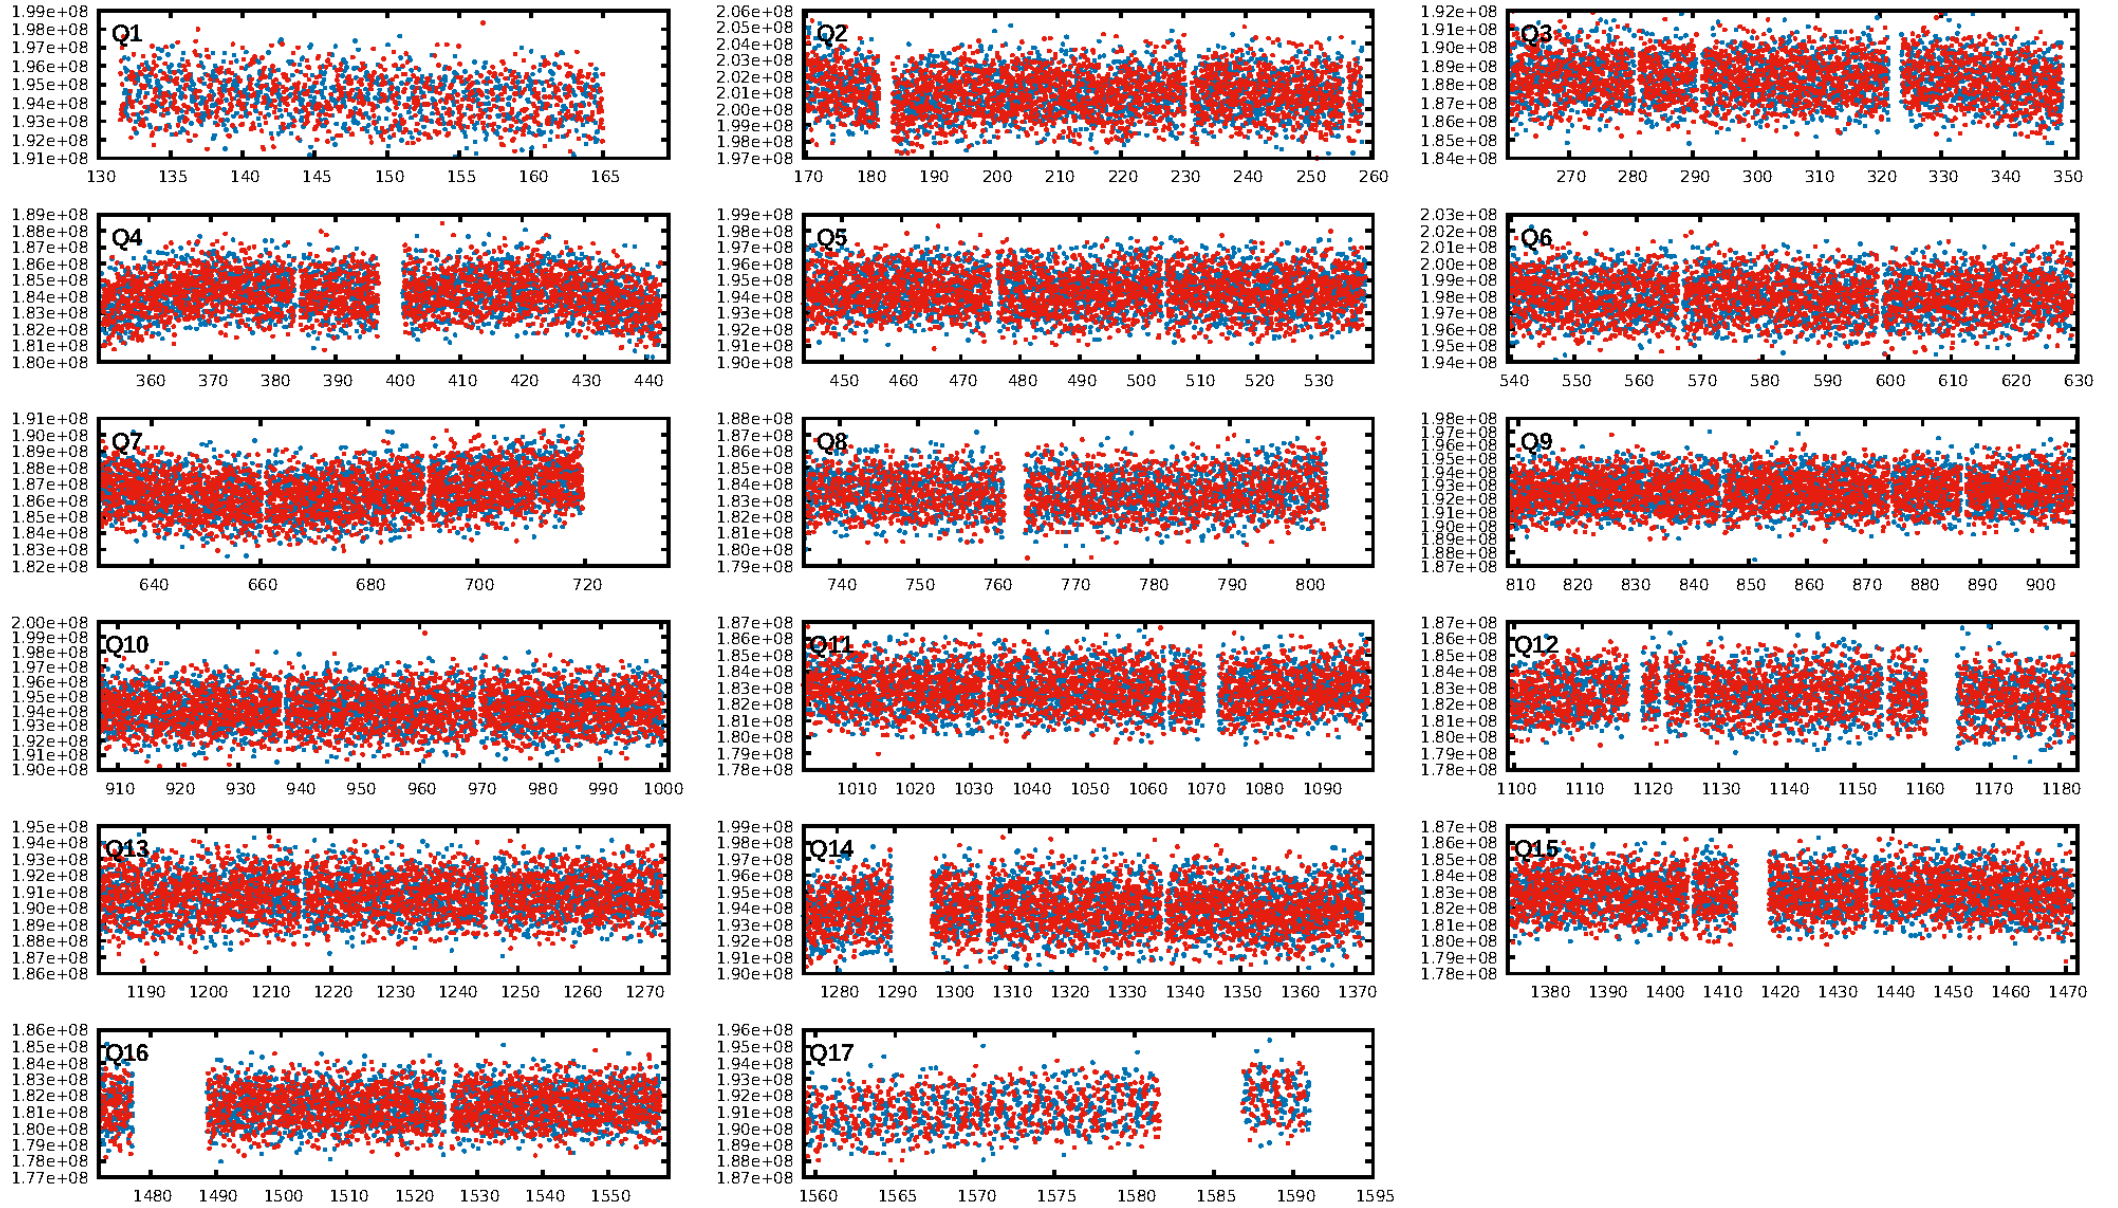 1.99e+08
1.98e+08 Q1
1.97e+08
1.96e+08
1.95e+08
1.94e+08
1.93e+08
1.92e+08
1.91e+08
130 135 140 145 150 155 160 165
2.06e+08
2.05e+08 Q2
2.04e+08
2.03e+08
2.02e+08
2.01e+08
2.00e+08
1.99e+08
1.98e+08
1.97e+08
170 180 190 200 210 220 230 240 250 260
1.92e+08
1.91e+08 Q3
1.90e+08
1.89e+08
1.88e+08
1.87e+08
1.86e+08
1.85e+08
1.84e+08
270 280 290 300 310 320 330 340 350
1.89e+08
1.88e+08 Q4
1.87e+08
1.86e+08
1.85e+08
1.84e+08
1.83e+08
1.82e+08
1.81e+08
1.80e+08
360 370 380 390 400 410 420 430 440
1.99e+08
1.98e+08 Q5
1.97e+08
1.96e+08
1.95e+08
1.94e+08
1.93e+08
1.92e+08
1.91e+08
1.90e+08
450 460 470 480 490 500 510 520 530
2.03e+08
2.02e+08 Q6
2.01e+08
2.00e+08
1.99e+08
1.98e+08
1.97e+08
1.96e+08
1.95e+08
1.94e+08
540 550 560 570 580 590 600 610 620 630
1.91e+08
1.90e+08 Q7
1.89e+08
1.88e+08
1.87e+08
1.86e+08
1.85e+08
1.84e+08
1.83e+08
1.82e+08
640 660 680 700 720
1.88e+08
1.87e+08 Q8
1.86e+08
1.85e+08
1.84e+08
1.83e+08
1.82e+08
1.81e+08
1.80e+08
1.79e+08
740 750 760 770 780 790 800
1.98e+08
1.97e+08 Q9
1.96e+08
1.95e+08
1.94e+08
1.93e+08
1.92e+08
1.91e+08
1.90e+08
1.89e+08
1.88e+08
1.87e+08
810 820 830 840 850 860 870 880 890 900
2.00e+08
1.99e+08 Q10
1.98e+08
1.97e+08
1.96e+08
1.95e+08
1.94e+08
1.93e+08
1.92e+08
1.91e+08
1.90e+08
910 920 930 940 950 960 970 980 990 1000
1.87e+08
1.86e+08 Q11
1.85e+08
1.84e+08
1.83e+08
1.82e+08
1.81e+08
1.80e+08
1.79e+08
1.78e+08
1010 1020 1030 1040 1050 1060 1070 1080 1090
1.87e+08
1.86e+08 Q12
1.85e+08
1.84e+08
1.83e+08
1.82e+08
1.81e+08
1.80e+08
1.79e+08
1.78e+08
1100 1110 1120 1130 1140 1150 1160 1170 1180
1.95e+08
1.94e+08 Q13
1.93e+08
1.92e+08
1.91e+08
1.90e+08
1.89e+08
1.88e+08
1.87e+08
1.86e+08
1190 1200 1210 1220 1230 1240 1250 1260 1270
1.99e+08
1.98e+08 Q14
1.97e+08
1.96e+08
1.95e+08
1.94e+08
1.93e+08
1.92e+08
1.91e+08
1.90e+08
1280 1290 1300 1310 1320 1330 1340 1350 1360 1370
1.87e+08
1.86e+08 Q15
1.85e+08
1.84e+08
1.83e+08
1.82e+08
1.81e+08
1.80e+08
1.79e+08
1.78e+08
1380 1390 1400 1410 1420 1430 1440 1450 1460 1470
1.86e+08
1.85e+08 Q16
1.84e+08
1.83e+08
1.82e+08
1.81e+08
1.80e+08
1.79e+08
1.78e+08
1.77e+08
1480 1490 1500 1510 1520 1530 1540 1550
1.96e+08
1.95e+08 Q17
1.94e+08
1.93e+08
1.92e+08
1.91e+08
1.90e+08
1.89e+08
1.88e+08
1.87e+08
1560 1565 1570 1575 1580 1585 1590 1595